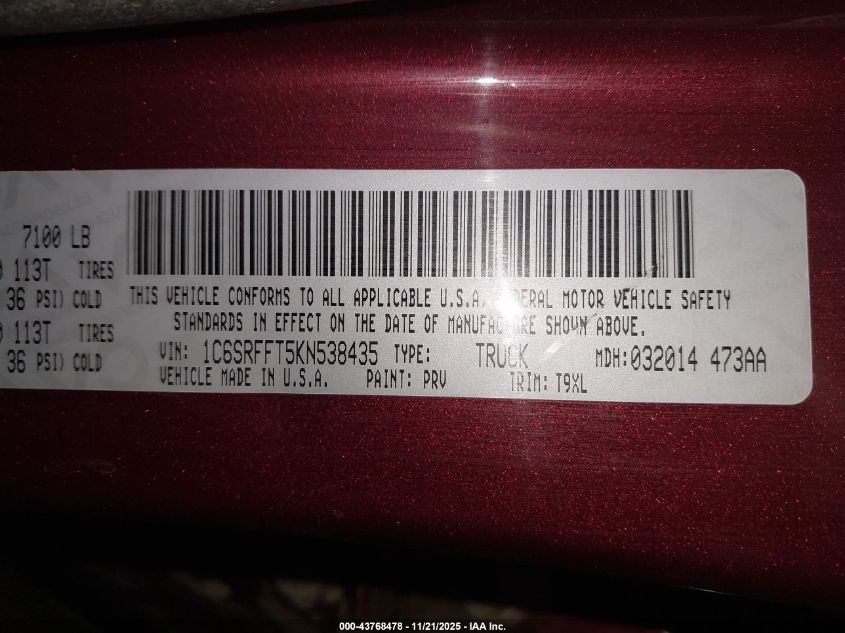 7100 LB
113T TIRES
36 PSI) COLD
113T TIRES
36 PSI) COLD
THIS VEHICLE CONFORMS TO ALL APPLICABLE U.S.A. MOTOR VEHICLE SAFETY
STANDARDS IN EFFECT ON THE DATE OF MANUFACTURE SHOWN ABOVE.
VIN: 1C6SRFFT5KN538435 TYPE: TRUCK MDH:032014 473AA
VEHICLE MADE IN U.S.A. PAINT: PRV TRIM: T9XL
000-43768478 - 11/21/2025 - IAA Inc.